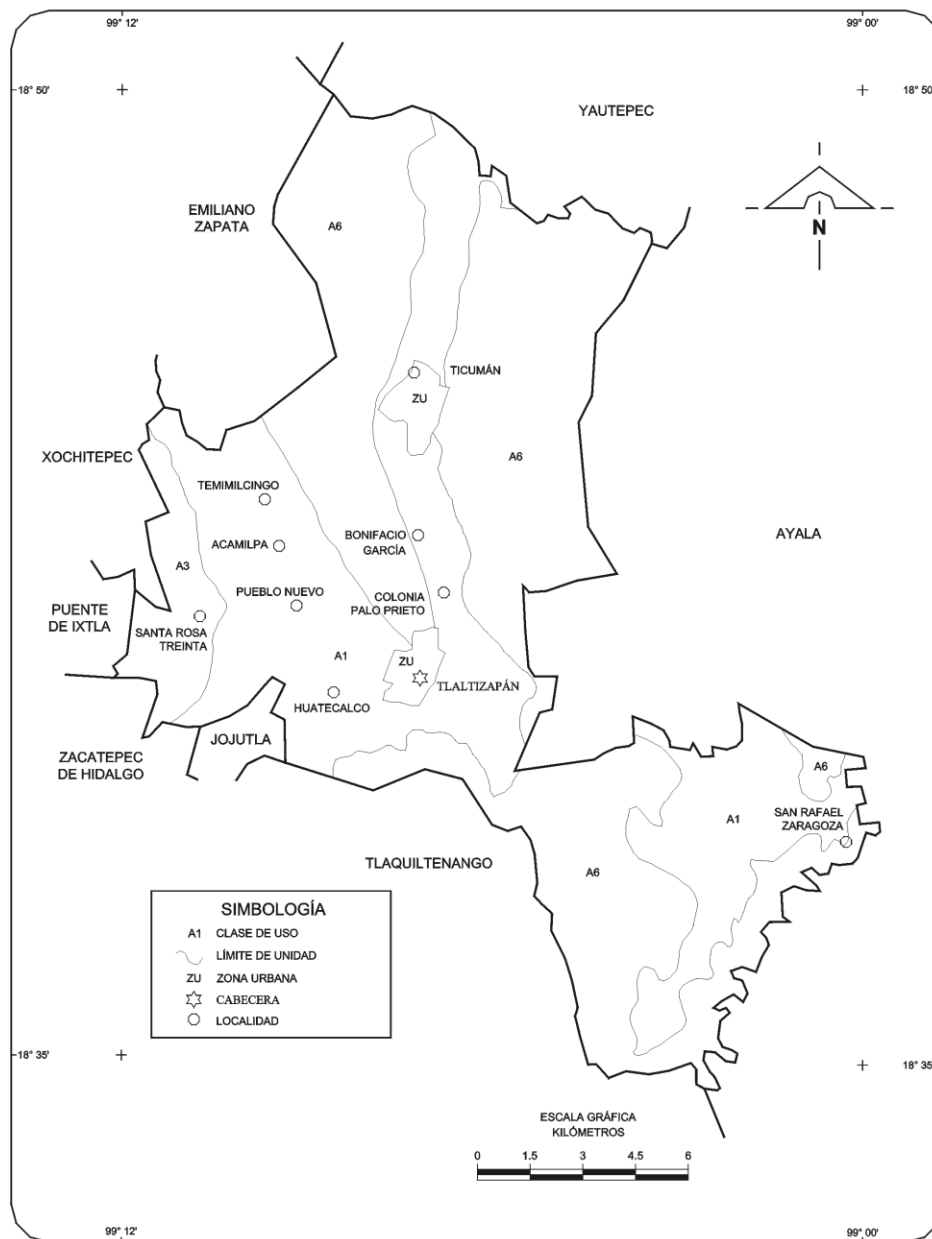 99° 12'
99° 00'
18° 50'
18° 50'
YAUTEPEC
EMILIANO
ZAPATA
A6
N
TICUMÁN
ZU
XOCHITEPEC
A6
TEMIMILCINGO
BONIFACIO
GARCÍA
AYALA
ACAMILPA
A3
PUEBLO NUEVO
COLONIA
PALO PRIETO
PUENTE
DE IXTLA
SANTA ROSA
TREINTA
A1
ZU
TLALTIZAPÁN
HUATECALCO
JOJUTLA
ZACATEPEC
DE HIDALGO
A6
SAN RAFAEL
ZARAGOZA
A1
TLAQUILTENANGO
A6
SIMBOLOGÍA
A1 CLASE DE USO
LÍMITE DE UNIDAD
ZU ZONA URBANA
CABECERA
LOCALIDAD
18° 35'
18° 35'
ESCALA GRÁFICA
KILÓMETROS
0 1.5 3 4.5 6
99° 12'
99° 00'